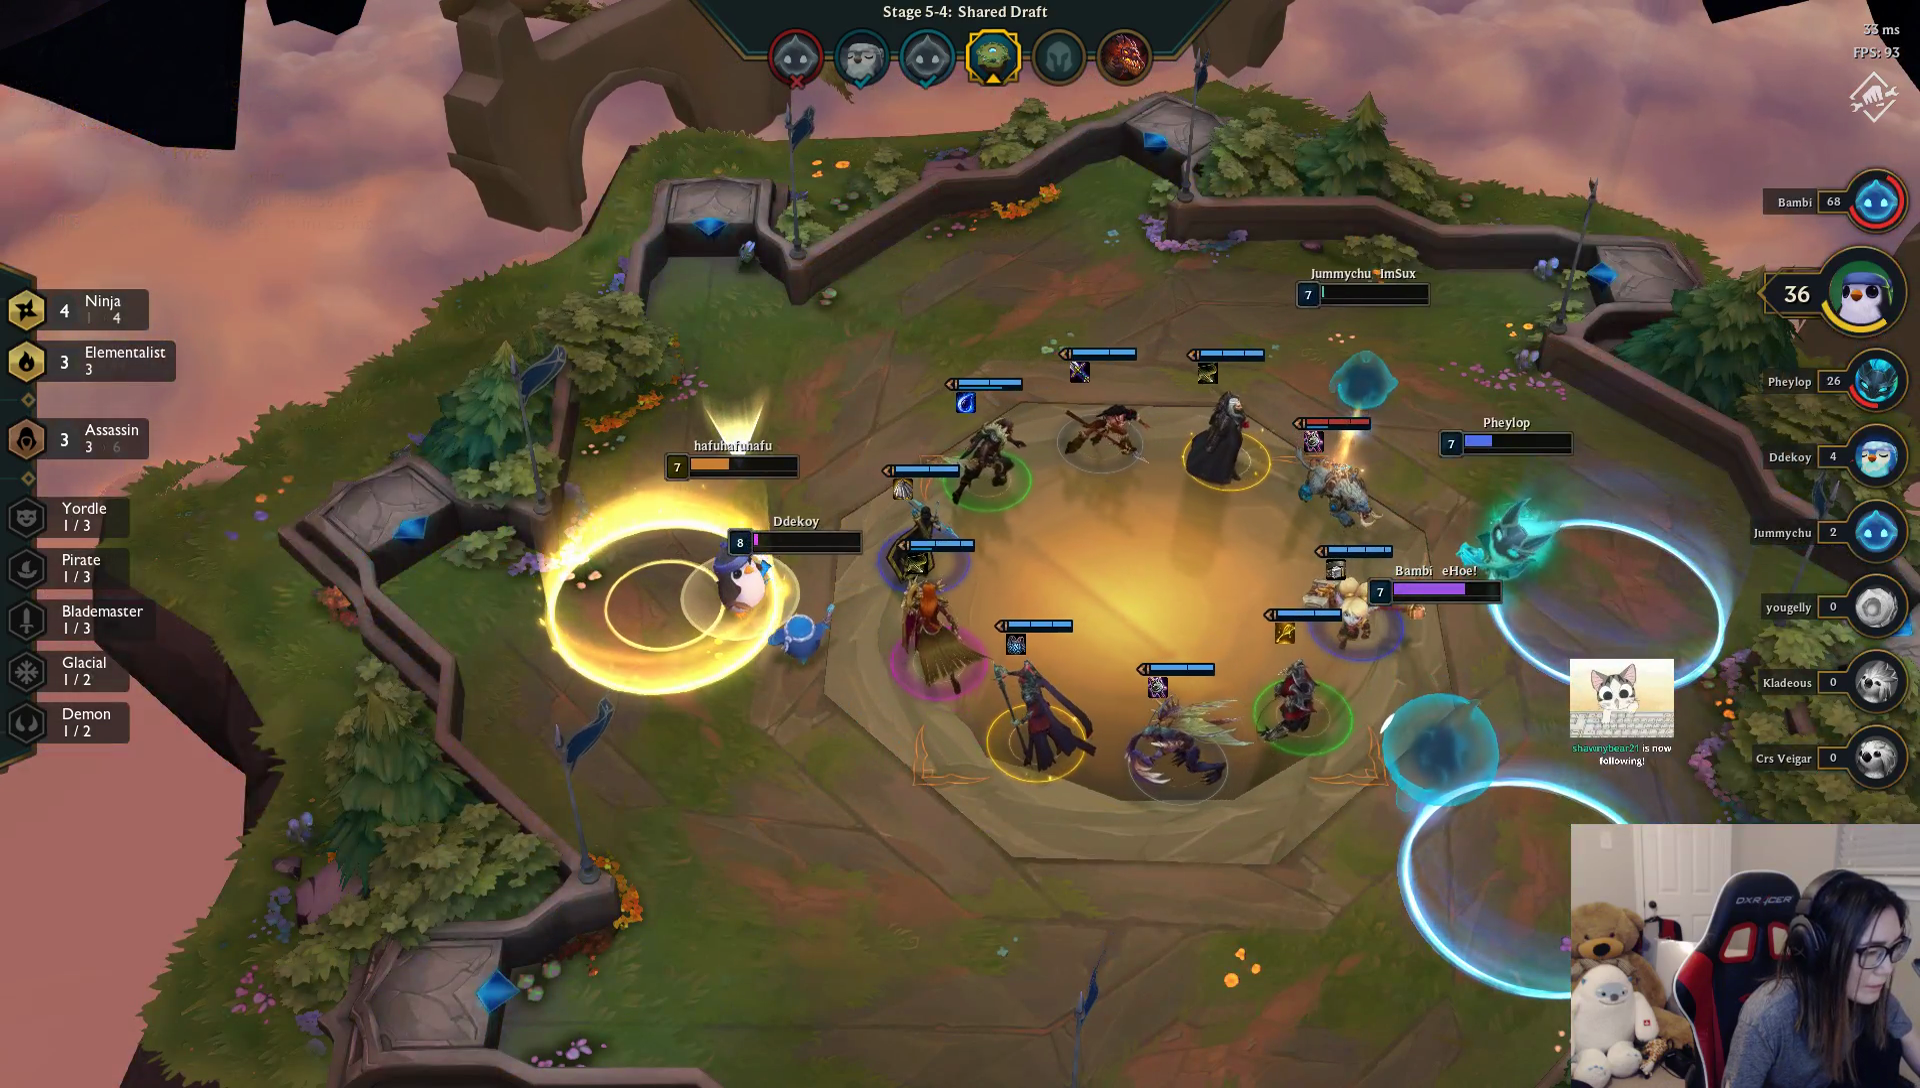 Stage 5-4: Shared Draft
33 ms
FPS: 93
Bambi 68
36
Pheylop 26
Ddekoy 4
Jummychu 2
yougelly 0
Kladeous 0
Crs Veigar 0
4 Ninja
4
3 Elementalist
3
3 Assassin
3 6
Yordle
1 / 3
Pirate
1 / 3
Blademaster
1 / 3
Glacial
1 / 2
Demon
1 / 2
Jummychu ImSux
7
Pheylop
7
hafuhafuhafu
7
Ddekoy
8
Bambi eHoe!
7
shawnybear21 is now
following!
DXRACER